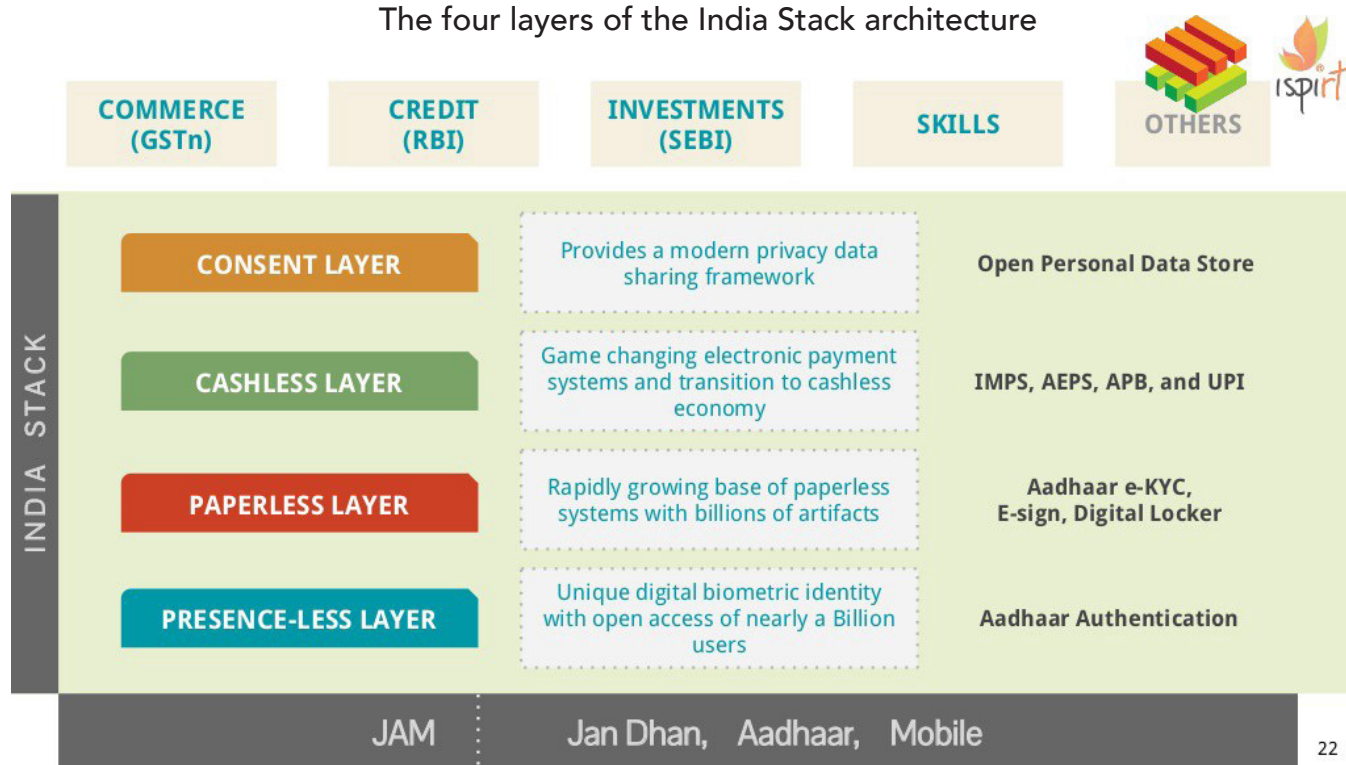 The four layers of the India Stack architecture
ispirt
COMMERCE
(GSTn)
CREDIT
(RBI)
INVESTMENTS
(SEBI)
SKILLS
OTHERS
INDIA STACK
CONSENT LAYER
Provides a modern privacy data
sharing framework
Open Personal Data Store
CASHLESS LAYER
Game changing electronic payment
systems and transition to cashless
economy
IMPS, AEPS, APB, and UPI
PAPERLESS LAYER
Rapidly growing base of paperless
systems with billions of artifacts
Aadhaar e-KYC,
E-sign, Digital Locker
PRESENCE-LESS LAYER
Unique digital biometric identity
with open access of nearly a Billion
users
Aadhaar Authentication
JAM
Jan Dhan, Aadhaar, Mobile
22